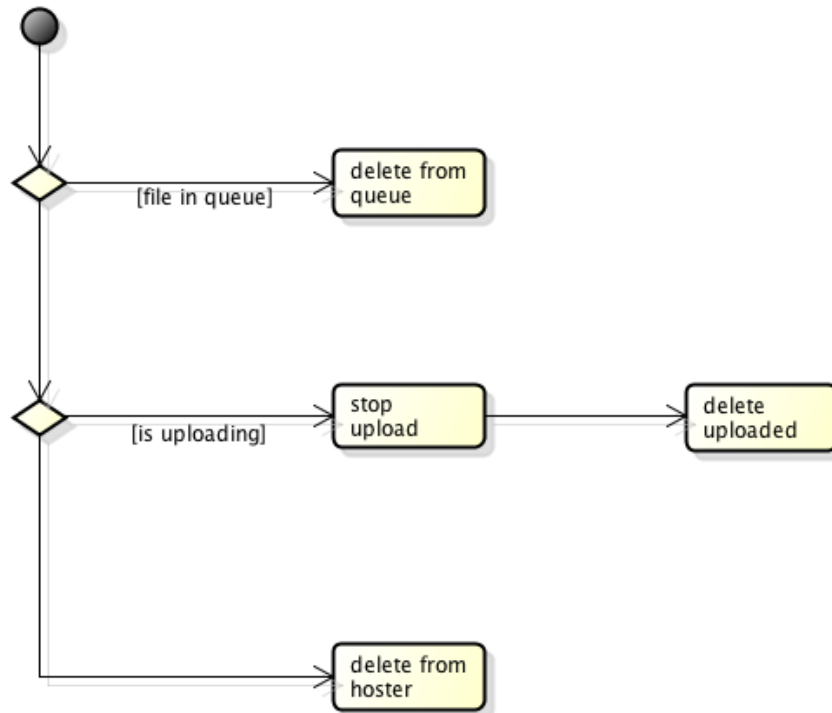 delete from
queue
[file in queue]
stop
upload
delete
uploaded
[is uploading]
delete from
hoster